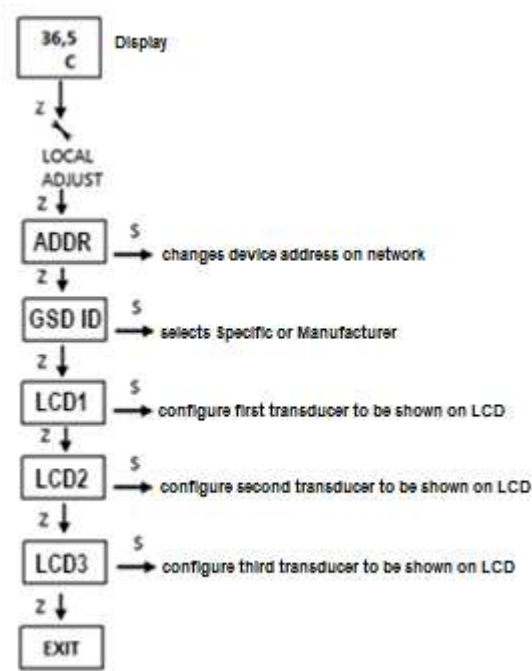 36,5
C
Display
Z
LOCAL
ADJUST
Z
ADDR
S
changes device address on network
Z
GSD ID
S
selects Specific or Manufacturer
Z
LCD1
S
configure first transducer to be shown on LCD
Z
LCD2
S
configure second transducer to be shown on LCD
Z
LCD3
S
configure third transducer to be shown on LCD
Z
EXIT